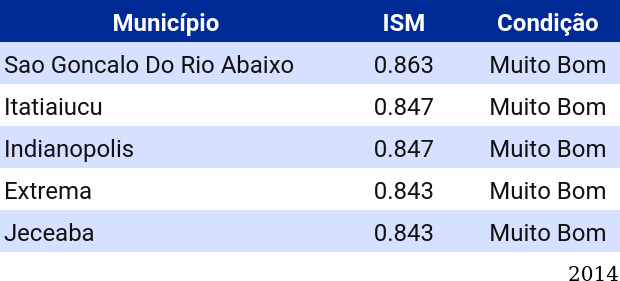 Município ISM Condição
Sao Goncalo Do Rio Abaixo 0.863 Muito Bom
Itatiaiucu 0.847 Muito Bom
Indianopolis 0.847 Muito Bom
Extrema 0.843 Muito Bom
Jeceaba 0.843 Muito Bom
2014